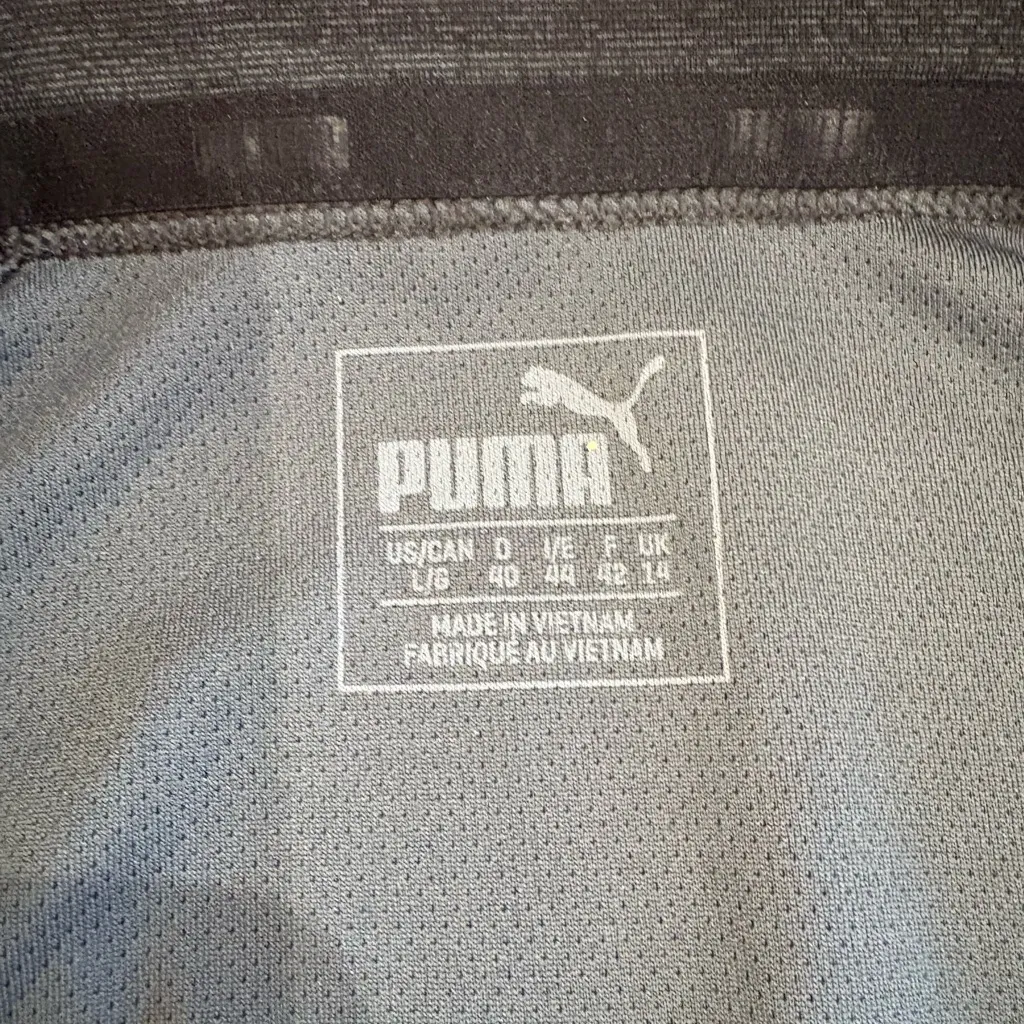 PUMA
US/CAN D I/E F UK
L/G 40 44 42 14
MADE IN VIETNAM
FABRIQUÉ AU VIETNAM